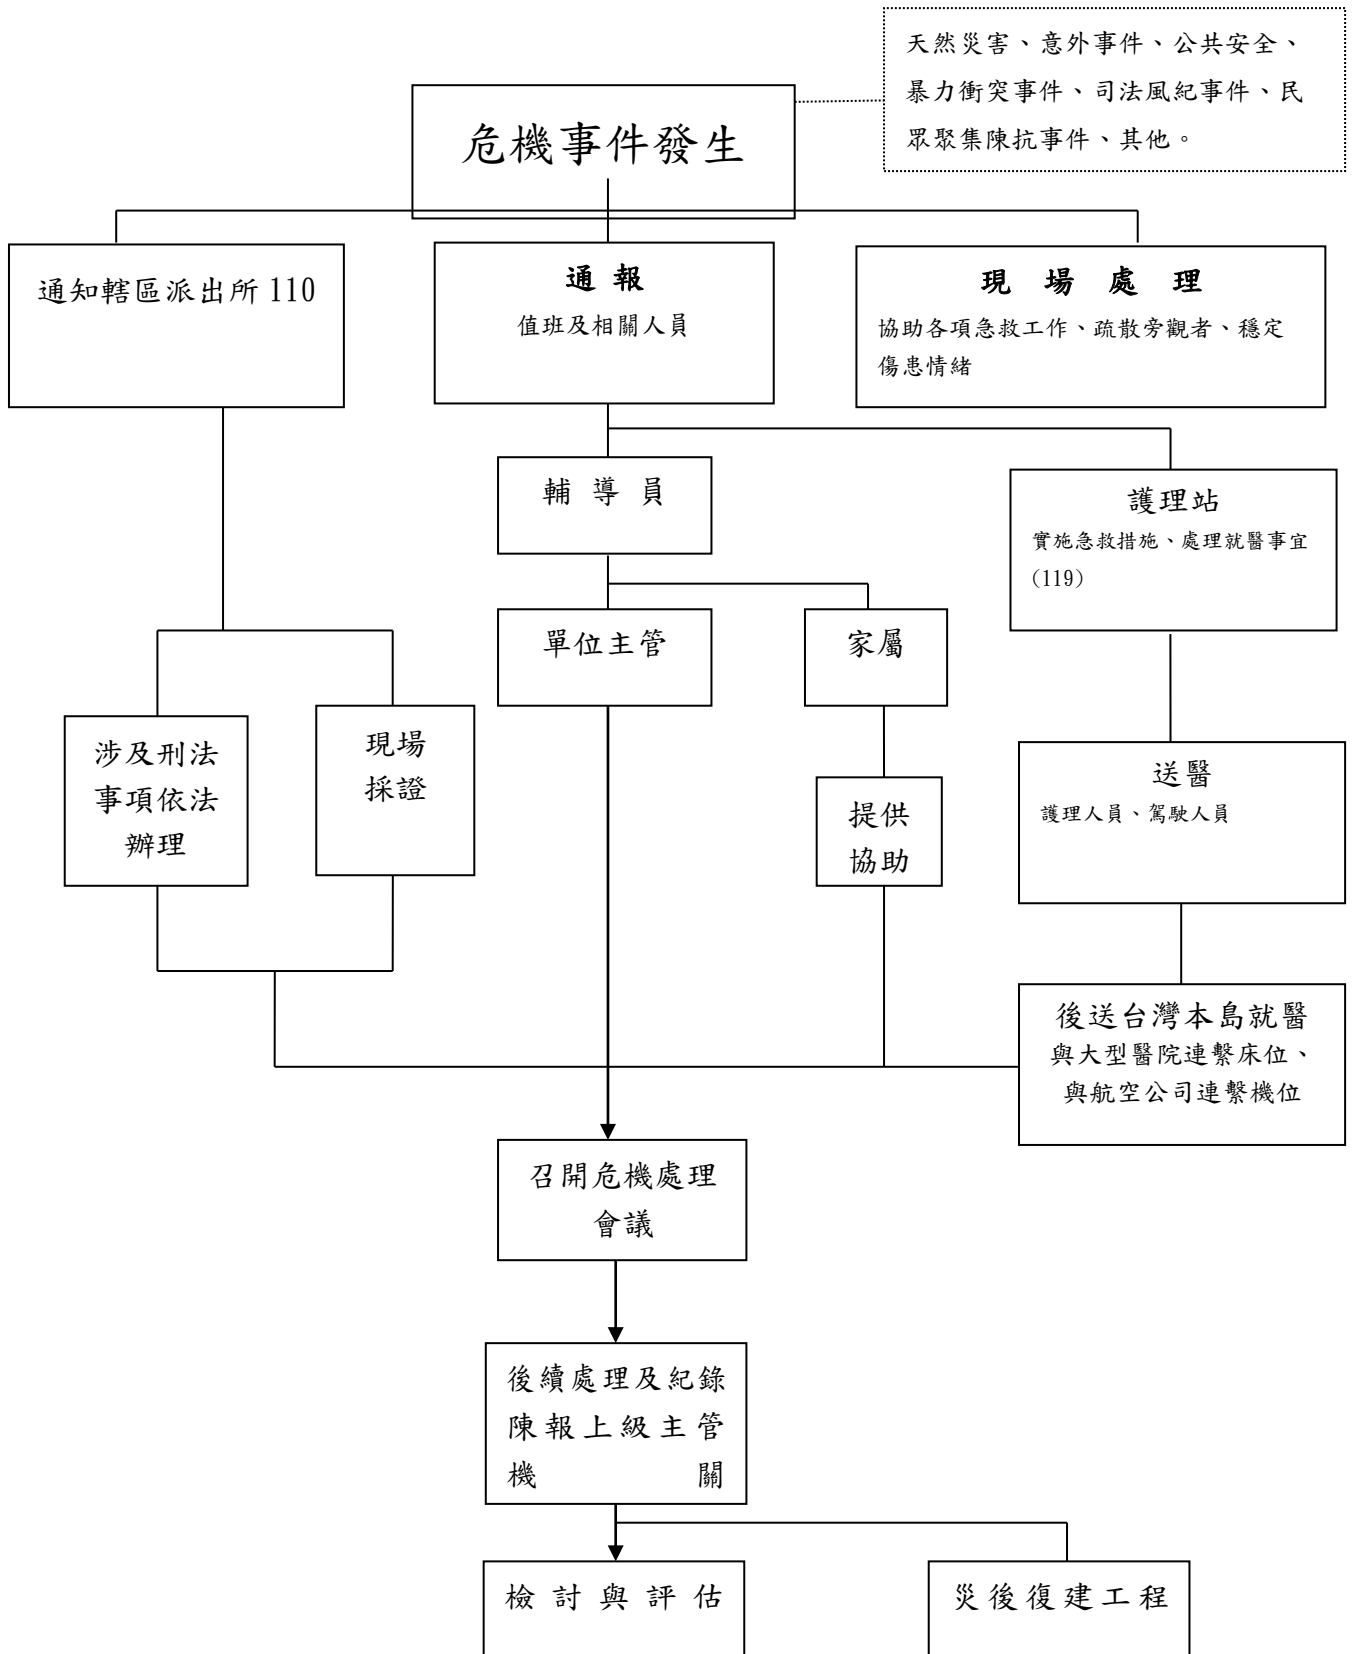 天然災害、意外事件、公共安全、
暴力衝突事件、司法風紀事件、民
眾聚集陳抗事件、其他。
危機事件發生
通知轄區派出所 110
通 報
值班及相關人員
現 場 處 理
協助各項急救工作、疏散旁觀者、穩定
傷患情緒
輔 導 員
護理站
實施急救措施、處理就醫事宜
(119)
單位主管
家屬
涉及刑法
事項依法
辦理
現場
採證
送醫
護理人員、駕駛人員
提供
協助
後送台灣本島就醫
與大型醫院連繫床位、
與航空公司連繫機位
召開危機處理
會議
後續處理及紀錄
陳報上級主管
機 關
檢 討 與 評 估
災後復建工程